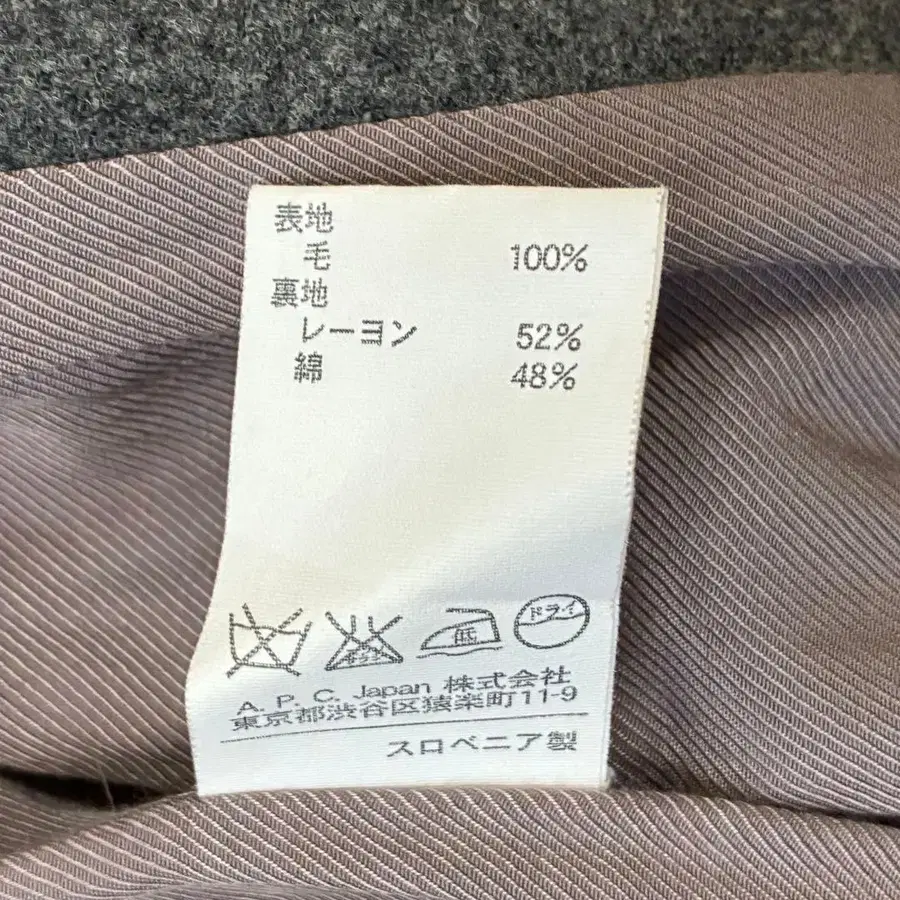 表地
毛 100%
裏地
レーヨン 52%
綿 48%
低 ドライ
A. P. C. Japan 株式会社
東京都渋谷区猿楽町11-9
スロベニア製